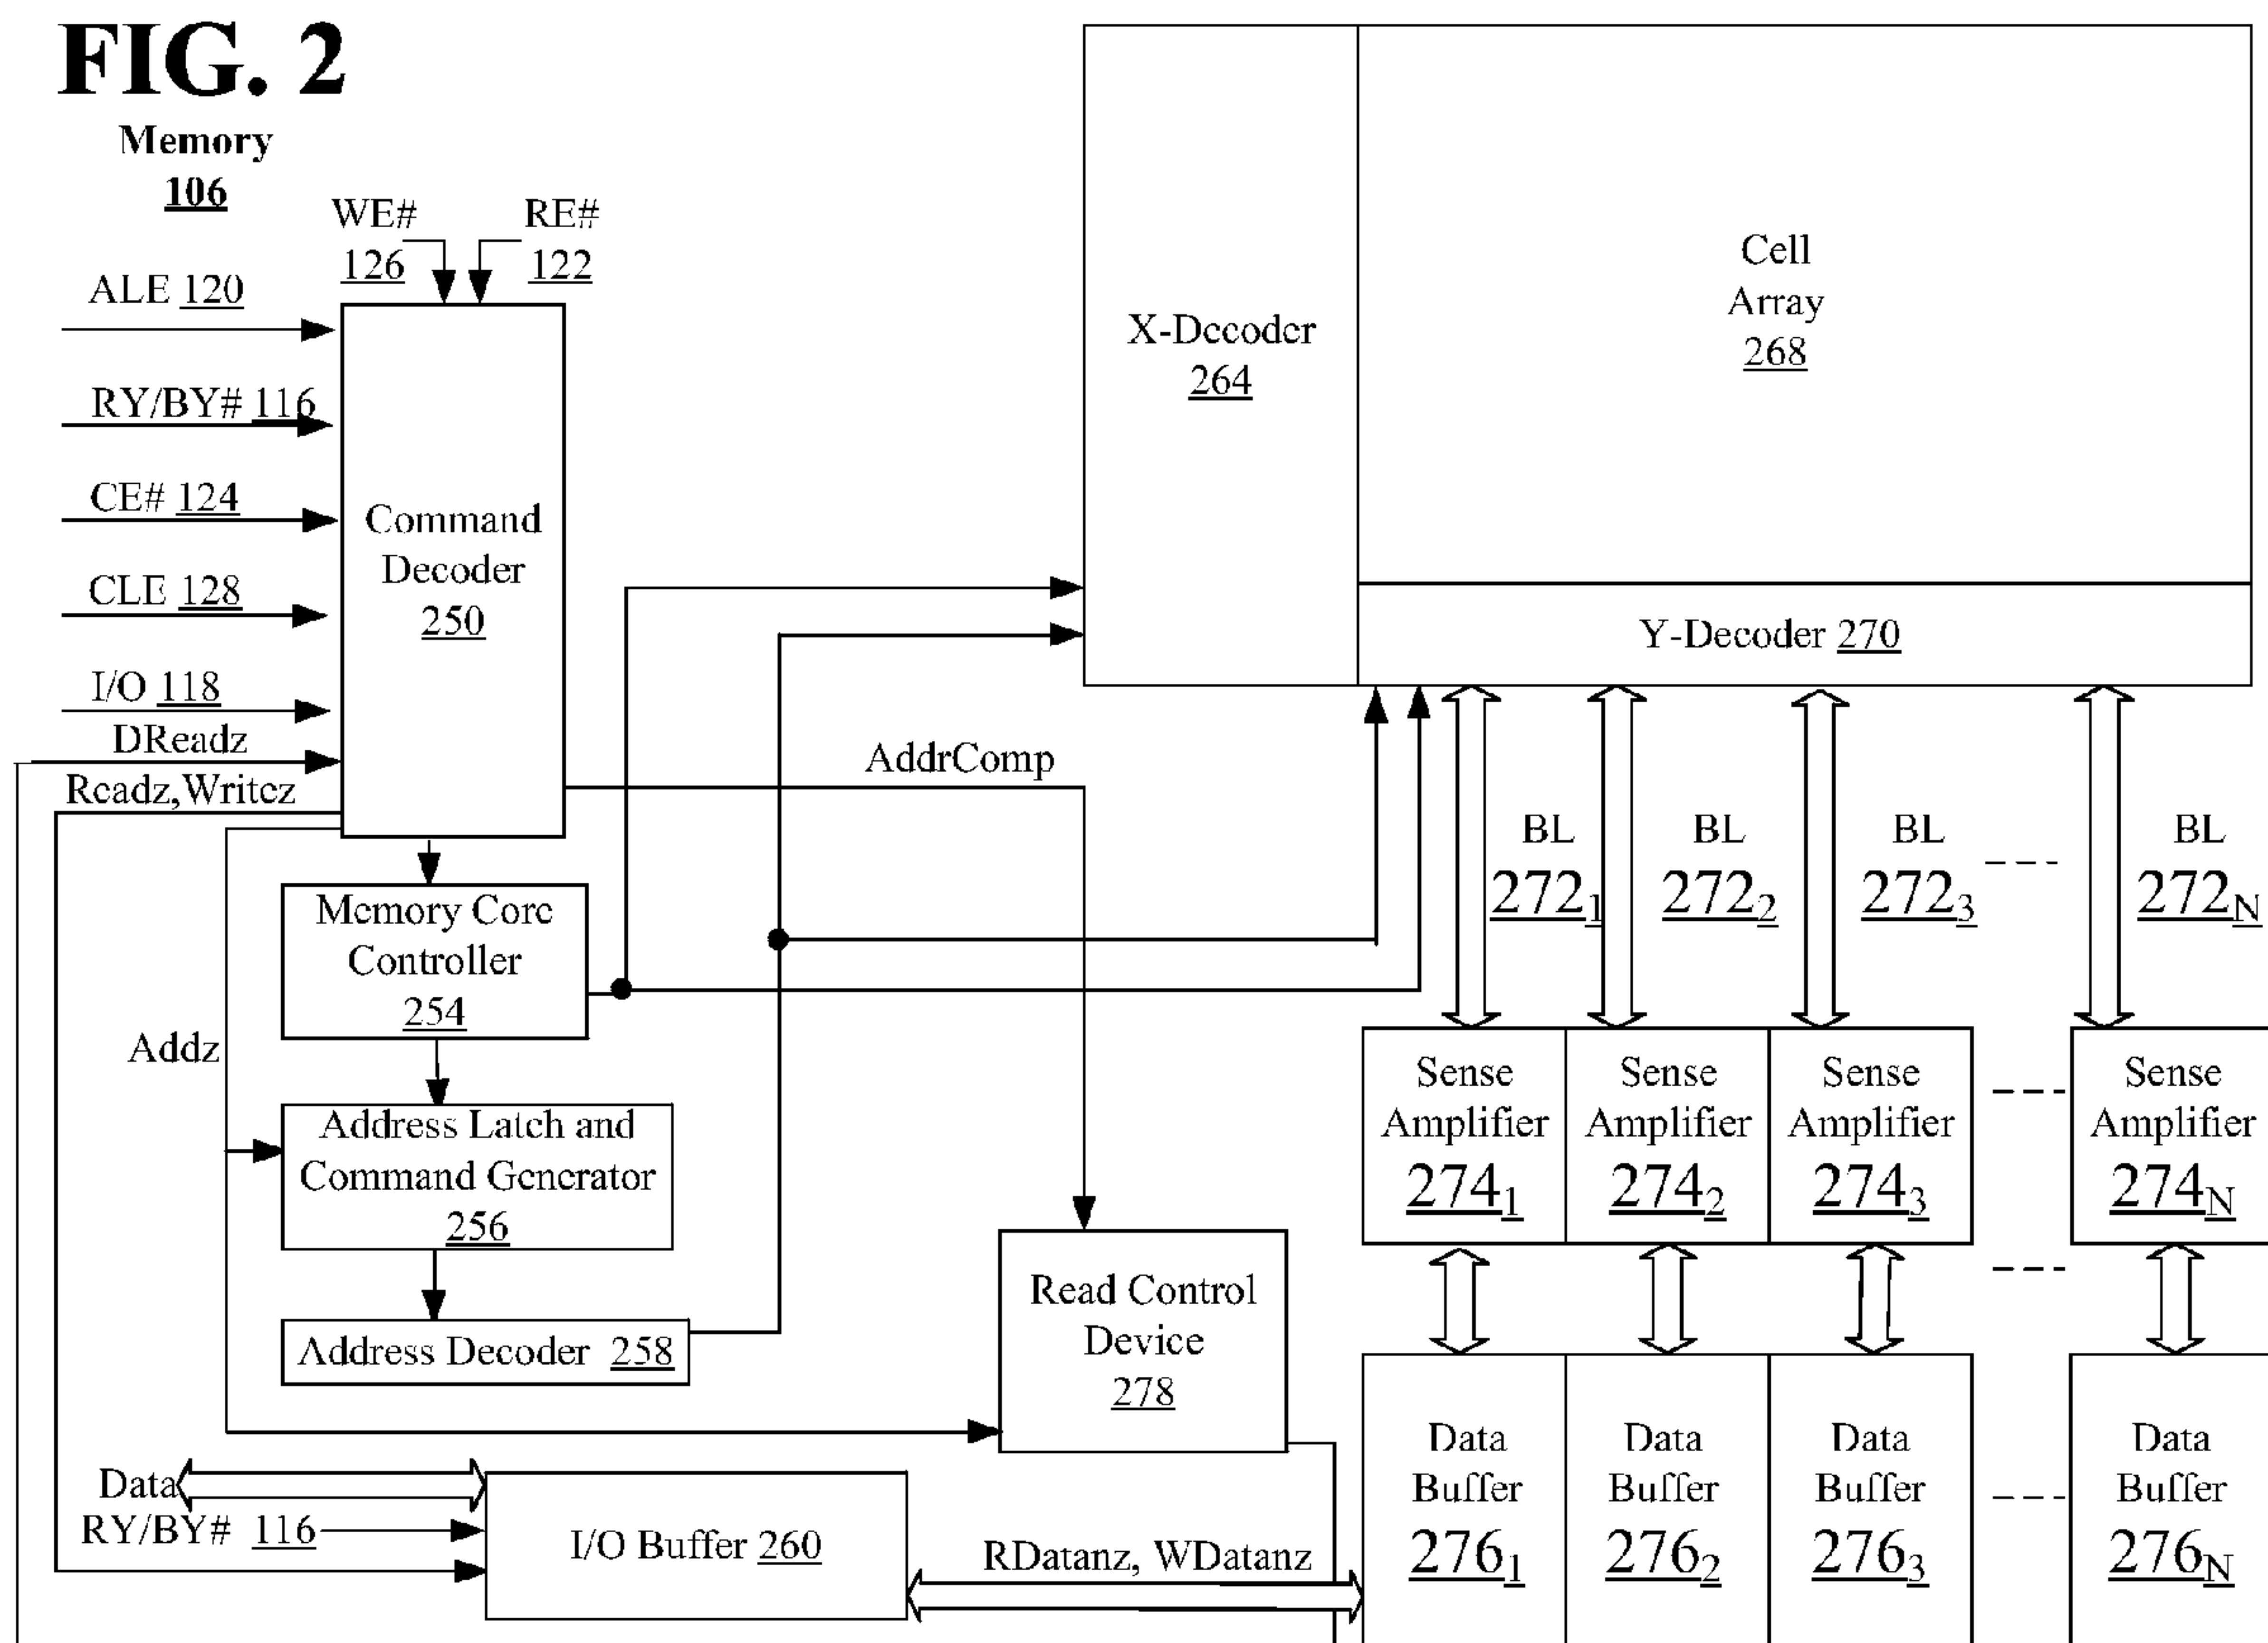 FIG. 2
Memory
106
WE#
126
RE#
122
ALE 120
RY/BY# 116
CE# 124
CLE 128
I/O 118
DReadz
Readz,Writez
Command
Decoder
250
AddrComp
X-Decoder
264
Cell
Array
268
Y-Decoder 270
BL
272₁
BL
272₂
BL
272₃
BL
272N
Memory Core
Controller
254
Addz
Address Latch and
Command Generator
256
Address Decoder 258
Read Control
Device
278
Sense
Amplifier
274₁
Sense
Amplifier
274₂
Sense
Amplifier
274₃
Sense
Amplifier
274N
Data
RY/BY# 116
I/O Buffer 260
RDatanz, WDatanz
Data
Buffer
276₁
Data
Buffer
276₂
Data
Buffer
276₃
Data
Buffer
276N